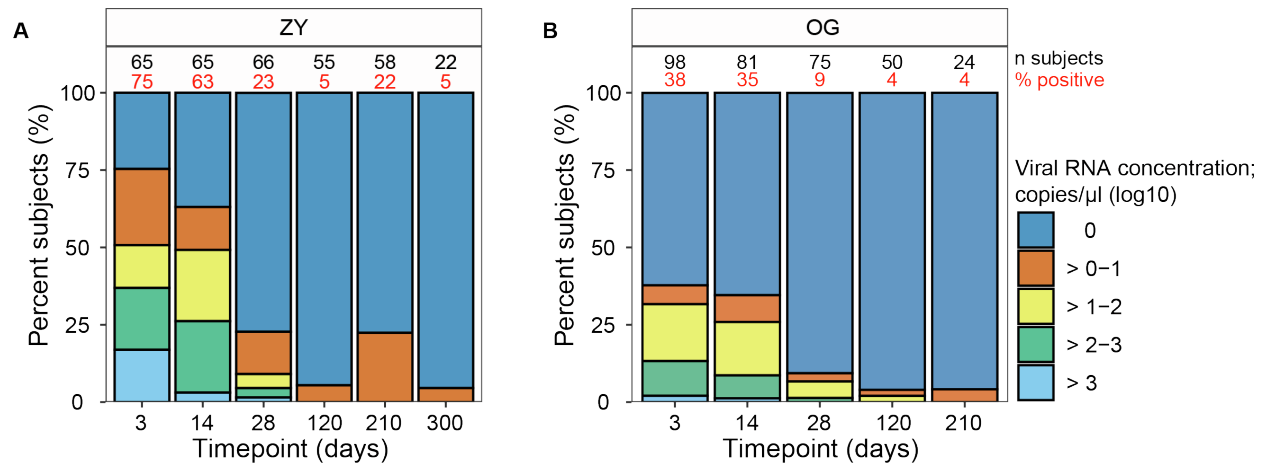 A
ZY
65 65 66 55 58 22
75 63 23 5 22 5
100
75
50
25
0
Percent subjects (%)
3 14 28 120 210 300
Timepoint (days)
B
OG
98 81 75 50 24
38 35 9 4 4
n subjects
% positive
100
75
50
25
0
Percent subjects (%)
3 14 28 120 210
Timepoint (days)
Viral RNA concentration;
copies/µl (log10)
0
> 0−1
> 1−2
> 2−3
> 3